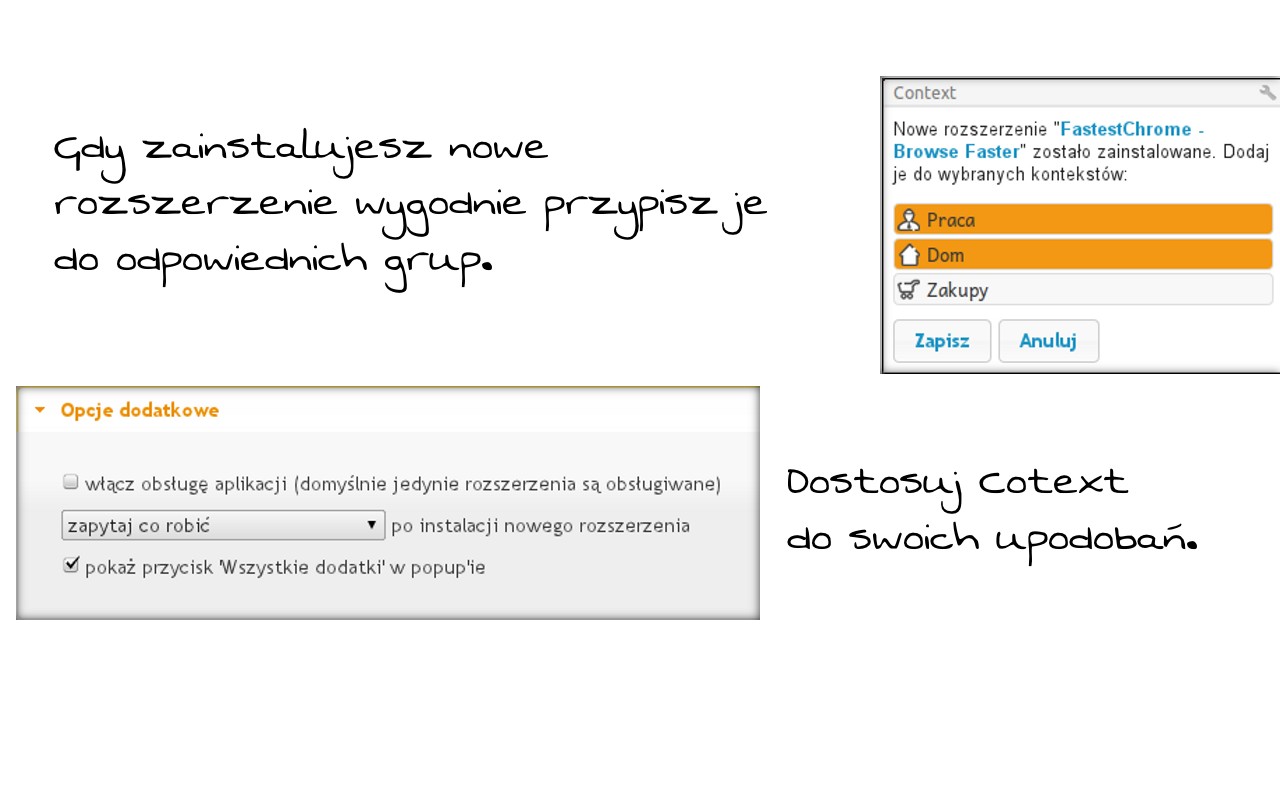 Gdy zainstalujesz nowe
rozszerzenie wygodnie przypisz je
do odpowiednich grup.
Context
Nowe rozszerzenie "FastestChrome -
Browse Faster" zostało zainstalowane. Dodaj
je do wybranych kontekstów:
Praca
Dom
Zakupy
Zapisz Anuluj
Opcje dodatkowe
włącz obsługę aplikacji (domyślnie jedynie rozszerzenia są obsługiwane)
zapytaj co robić po instalacji nowego rozszerzenia
pokaż przycisk 'Wszystkie dodatki' w popup'ie
Dostosuj Cotext
do swoich upodobań.